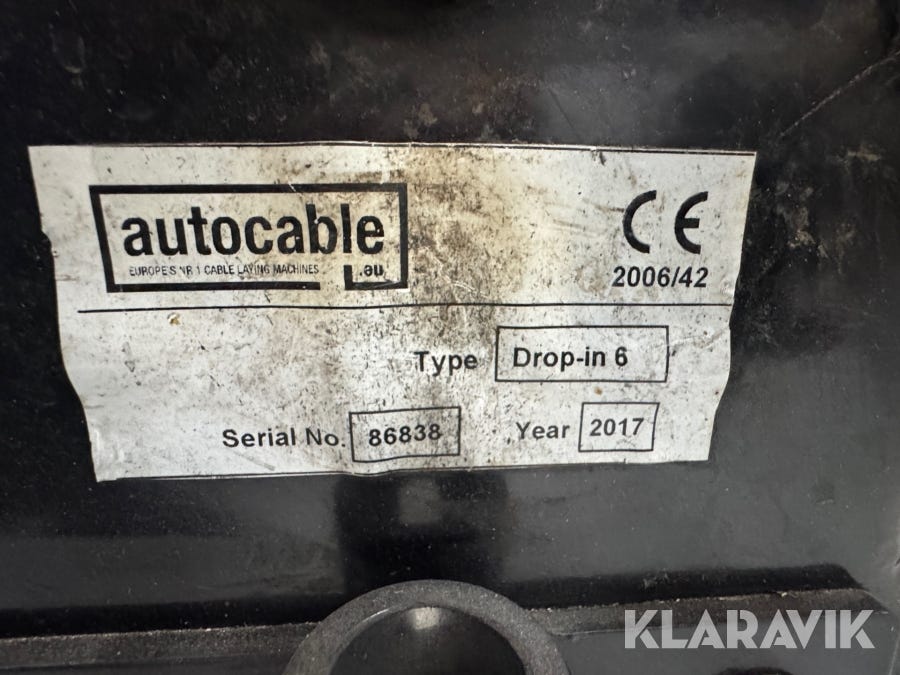 autocable
EUROPE'S NR 1 CABLE LAYING MACHINES
.eu
CE
2006/42
Type Drop-in 6
Serial No. 86838 Year 2017
KLARAVIK